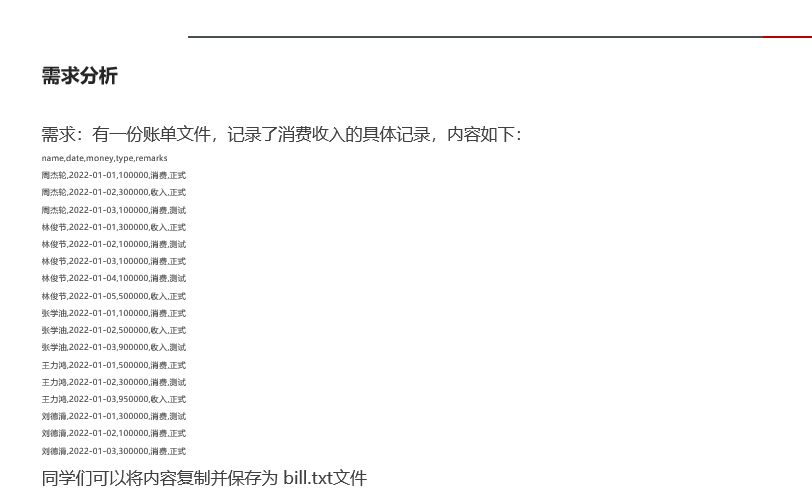 需求分析
需求：有一份账单文件，记录了消费收入的具体记录，内容如下：
name,date,money,type,remarks
周杰轮,2022-01-01,100000,消费,正式
周杰轮,2022-01-02,300000,收入,正式
周杰轮,2022-01-03,100000,消费,测试
林俊节,2022-01-01,300000,收入,正式
林俊节,2022-01-02,100000,消费,测试
林俊节,2022-01-03,100000,消费,正式
林俊节,2022-01-04,100000,消费,测试
林俊节,2022-01-05,500000,收入,正式
张学油,2022-01-01,100000,消费,正式
张学油,2022-01-02,500000,收入,正式
张学油,2022-01-03,900000,收入,测试
王力鸿,2022-01-01,500000,消费,正式
王力鸿,2022-01-02,300000,消费,测试
王力鸿,2022-01-03,950000,收入,正式
刘德滑,2022-01-01,300000,消费,测试
刘德滑,2022-01-02,100000,消费,正式
刘德滑,2022-01-03,300000,消费,正式
同学们可以将内容复制并保存为 bill.txt文件